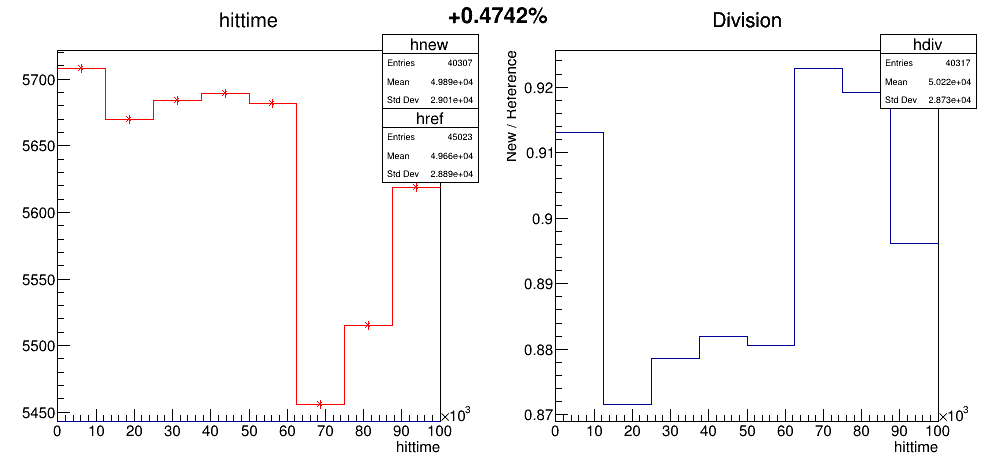 +0.4742%
hittime
hnew
Entries 40307
Mean 4.989e+04
Std Dev 2.901e+04
href
Entries 45023
Mean 4.966e+04
Std Dev 2.889e+04
5700
5650
5600
5550
5500
5450
0 10 20 30 40 50 60 70 80 90 100
×10³
hittime
Division
hdiv
Entries 40317
Mean 5.022e+04
Std Dev 2.873e+04
New / Reference
0.92
0.91
0.9
0.89
0.88
0.87
0 10 20 30 40 50 60 70 80 90 100
×10³
hittime